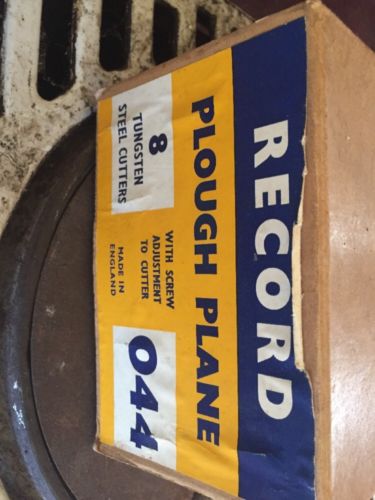 RECORD
PLOUGH PLANE
8
TUNGSTEN
STEEL CUTTERS
WITH SCREW
ADJUSTMENT
TO CUTTER
MADE IN
ENGLAND
044